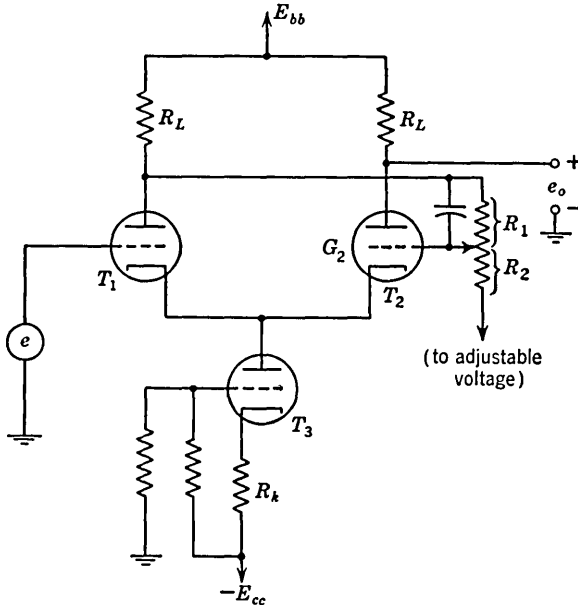 E_bb
R_L
R_L
+
e_o
-
R_1
G_2
R_2
T_1
T_2
e
(to adjustable
voltage)
T_3
R_k
-E_cc